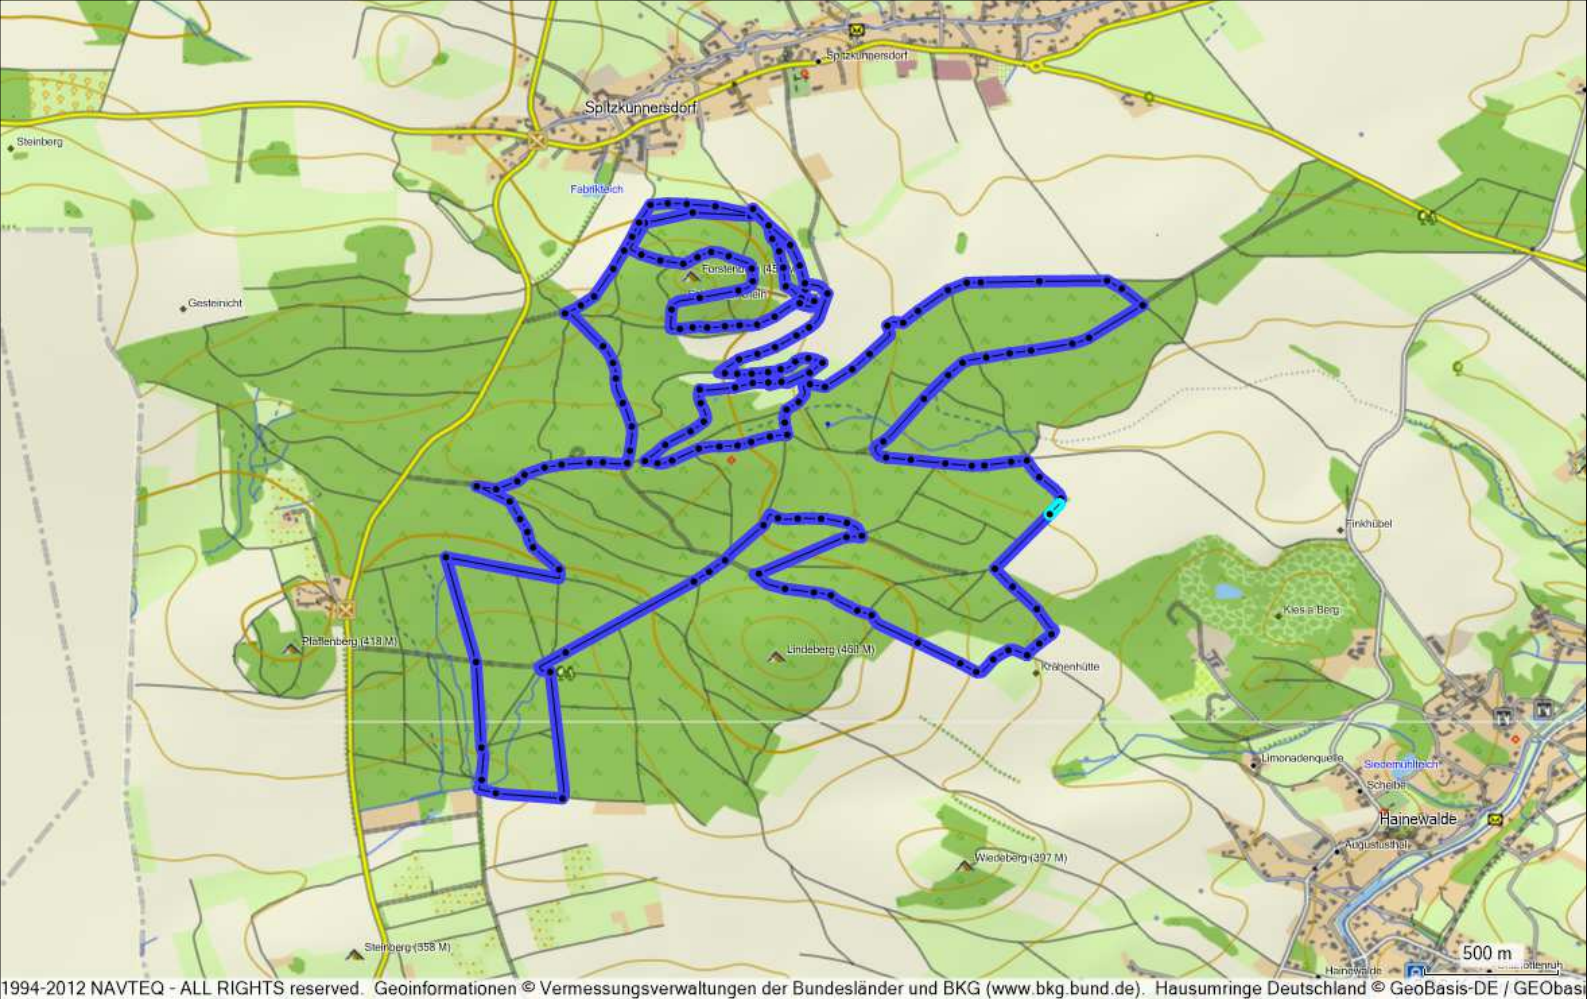 Spitzkunnersdorf
Spitzkunnersdorf
Steinberg
Fabrikteich
Gesteinicht
Finkhübel
Pfaffenberg (418 M)
Lindeberg (460 M)
Krähenhütte
Limonadenquelle
Siedemühlteich
Scheibe
Hainewalde
Augustusthal
Wiedeberg (397 M)
Steinberg (358 M)
500 m
Hainewalde
1994-2012 NAVTEQ - ALL RIGHTS reserved. Geoinformationen © Vermessungsverwaltungen der Bundesländer und BKG (www.bkg.bund.de). Hausumringe Deutschland © GeoBasis-DE / GEObasi